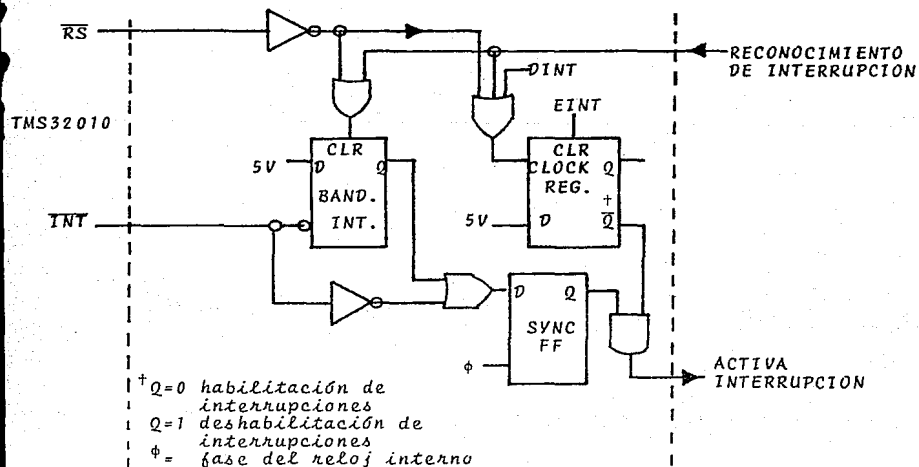 RS
RECONOCIMIENTO
DE INTERRUPCION
DINT
EINT
TMS32010
CLR
5V D Q
BAND.
INT.
CLR
CLOCK Q
REG.
†
5V D Q
INT
D Q
SYNC
FF
φ
ACTIVA
INTERRUPCION
†Q=0 habilitación de
interrupciones
Q=1 deshabilitación de
interrupciones
φ= fase del reloj interno